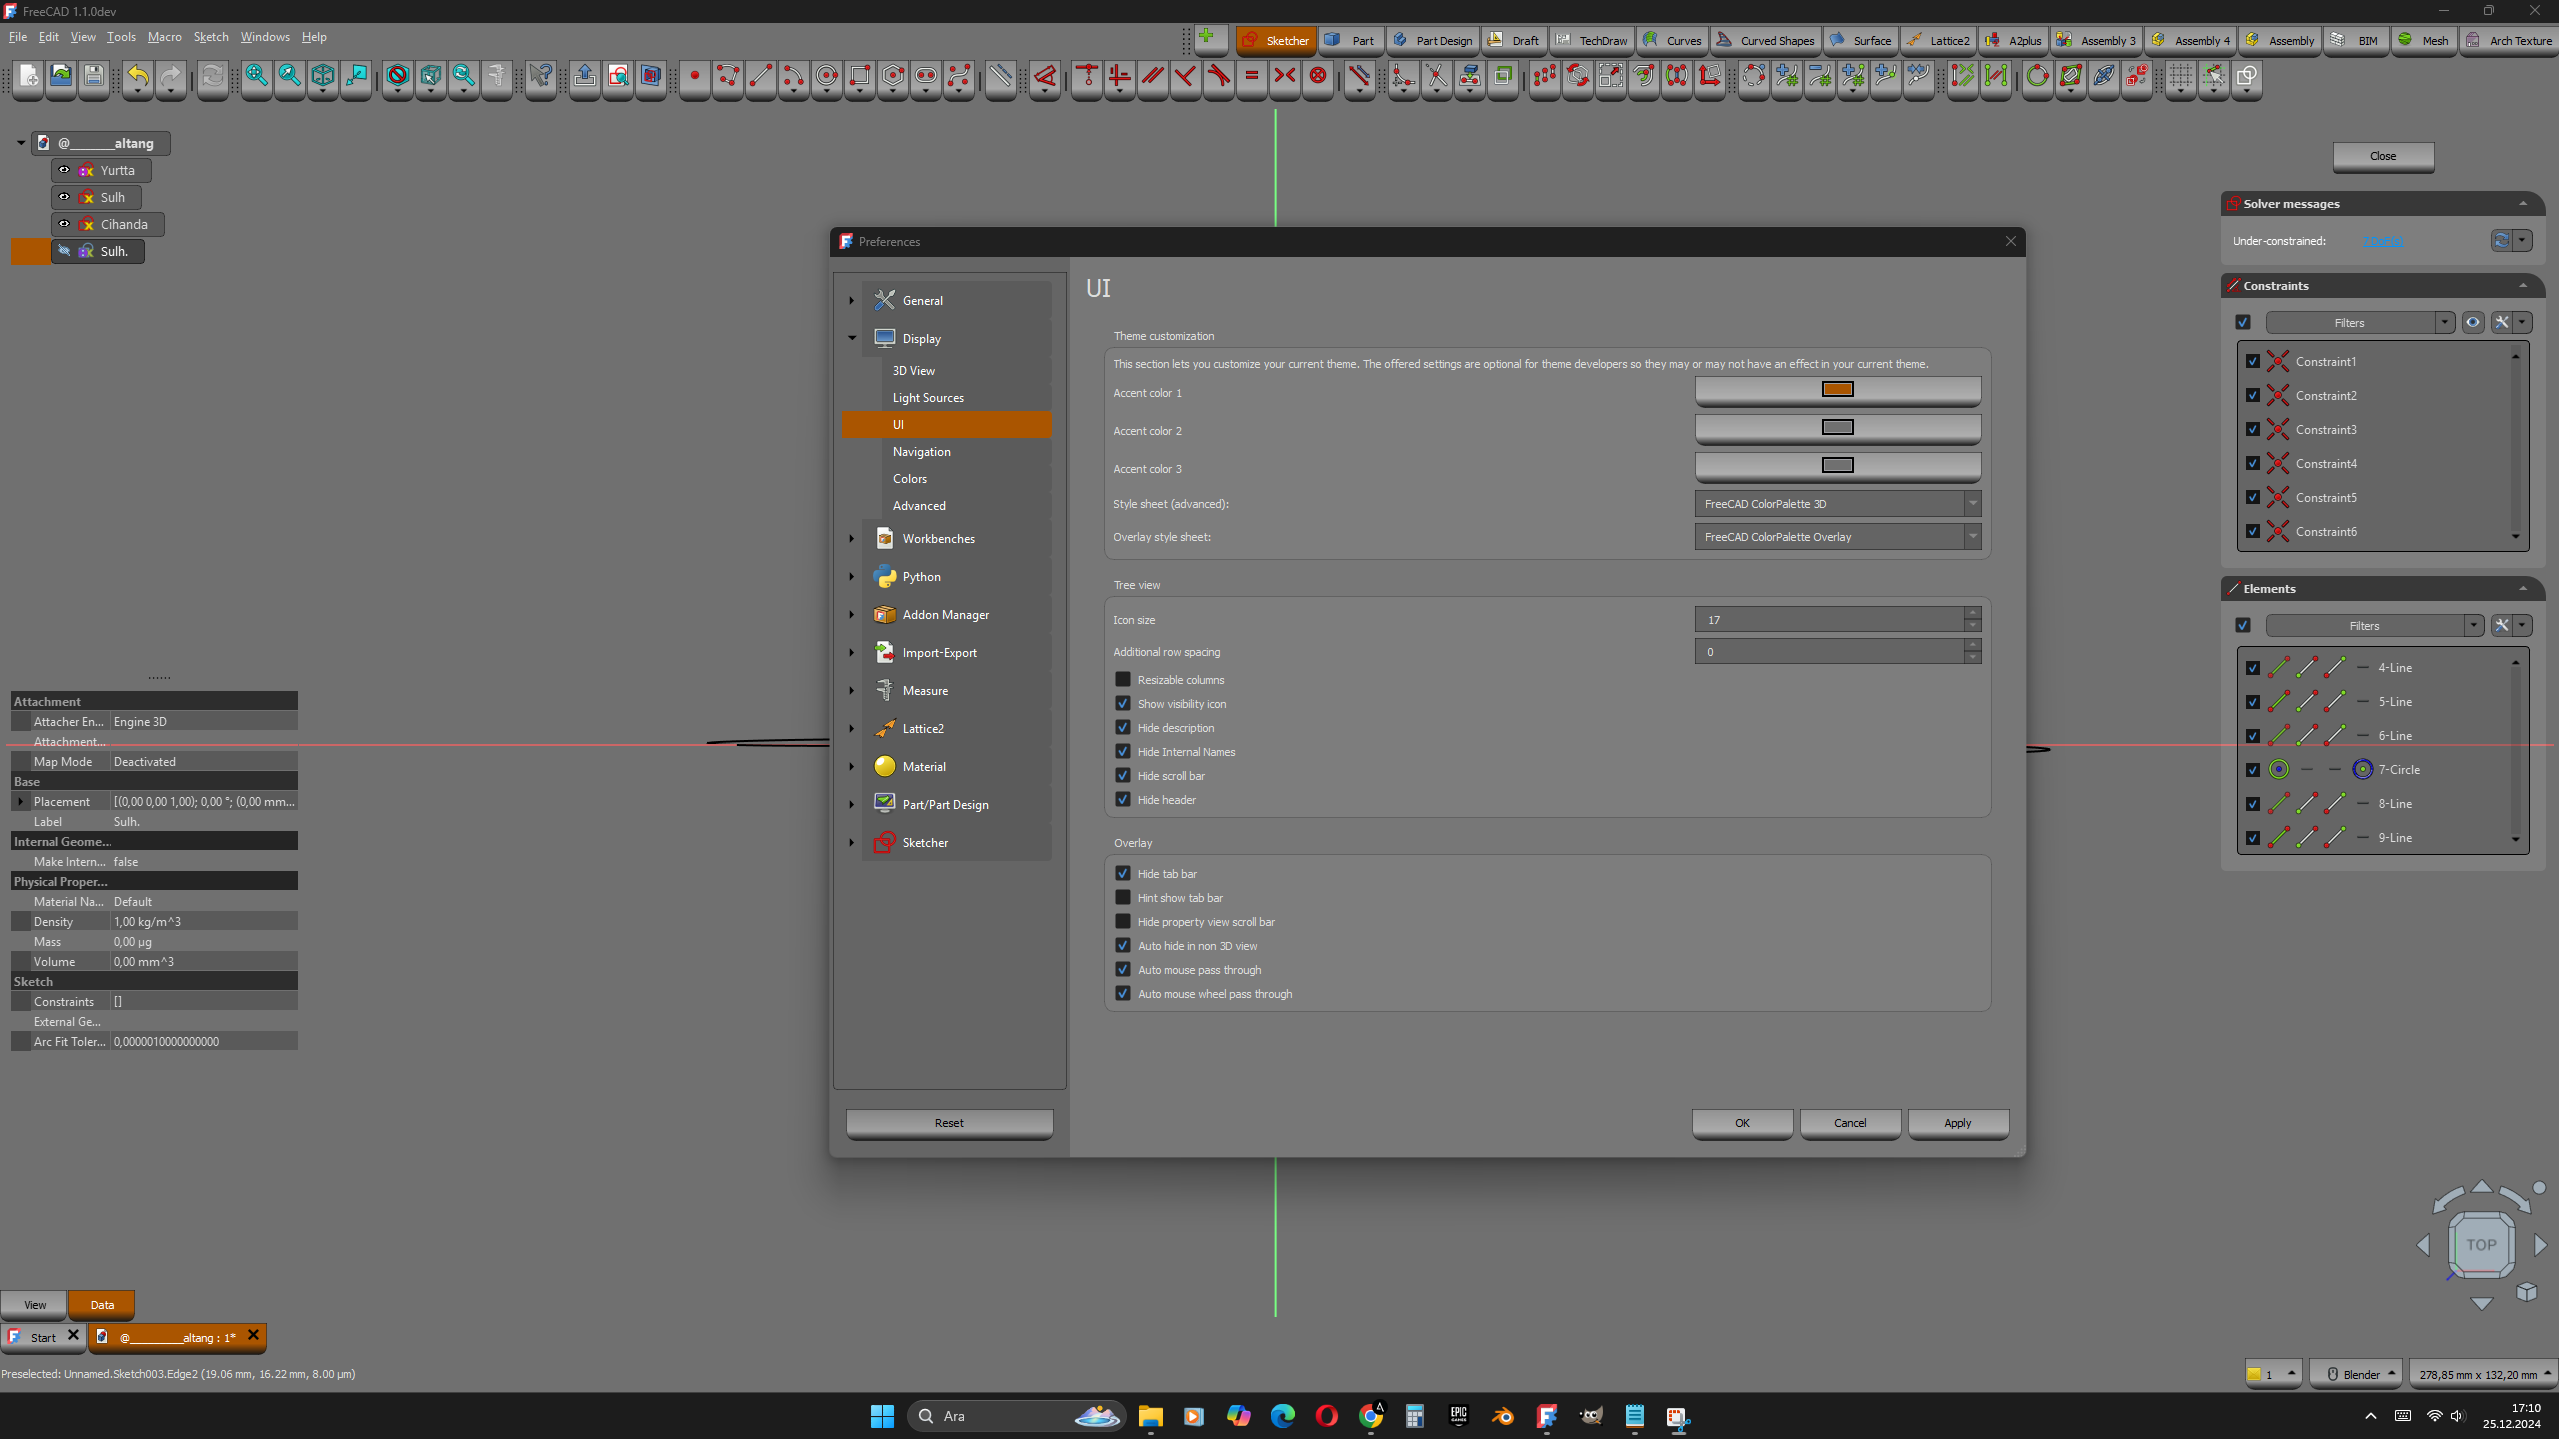 FreeCAD 1.1.0dev
File Edit View Tools Macro Sketch Windows Help
Sketcher Part Part Design Draft TechDraw Curves Curved Shapes Surface Lattice2 A2plus Assembly 3 Assembly 4 Assembly BIM Mesh Arch Texture
@______altang
Yurtta
Sulh
Cihanda
Sulh.
Close
Solver messages
Under-constrained:
Constraints
Filters
Constraint1
Constraint2
Constraint3
Constraint4
Constraint5
Constraint6
Elements
Filters
4-Line
5-Line
6-Line
7-Circle
8-Line
9-Line
Preferences
General
Display
3D View
Light Sources
UI
Navigation
Colors
Advanced
Workbenches
Python
Addon Manager
Import-Export
Measure
Lattice2
Material
Part/Part Design
Sketcher
Reset
UI
Theme customization
This section lets you customize your current theme. The offered settings are optional for theme developers so they may or may not have an effect in your current theme.
Accent color 1
Accent color 2
Accent color 3
Style sheet (advanced): FreeCAD ColorPalette 3D
Overlay style sheet: FreeCAD ColorPalette Overlay
Tree view
Icon size 17
Additional row spacing 0
Resizable columns
Show visibility icon
Hide description
Hide Internal Names
Hide scroll bar
Hide header
Overlay
Hide tab bar
Hint show tab bar
Hide property view scroll bar
Auto hide in non 3D view
Auto mouse pass through
Auto mouse wheel pass through
OK Cancel Apply
Attachment
Attacher En... Engine 3D
Attachment...
Map Mode Deactivated
Base
Placement [(0,00 0,00 1,00); 0,00 °; (0,00 mm...
Label Sulh.
Internal Geome...
Make Intern... false
Physical Proper...
Material Na... Default
Density 1,00 kg/m^3
Mass 0,00 µg
Volume 0,00 mm^3
Sketch
Constraints []
External Ge...
Arc Fit Toler... 0,0000010000000000
TOP
View Data
Start @________altang : 1*
Preselected: Unnamed.Sketch003.Edge2 (19.06 mm, 16.22 mm, 8.00 µm)
1 Blender 278,85 mm x 132,20 mm
Ara
EPIC GAMES
17:10
25.12.2024